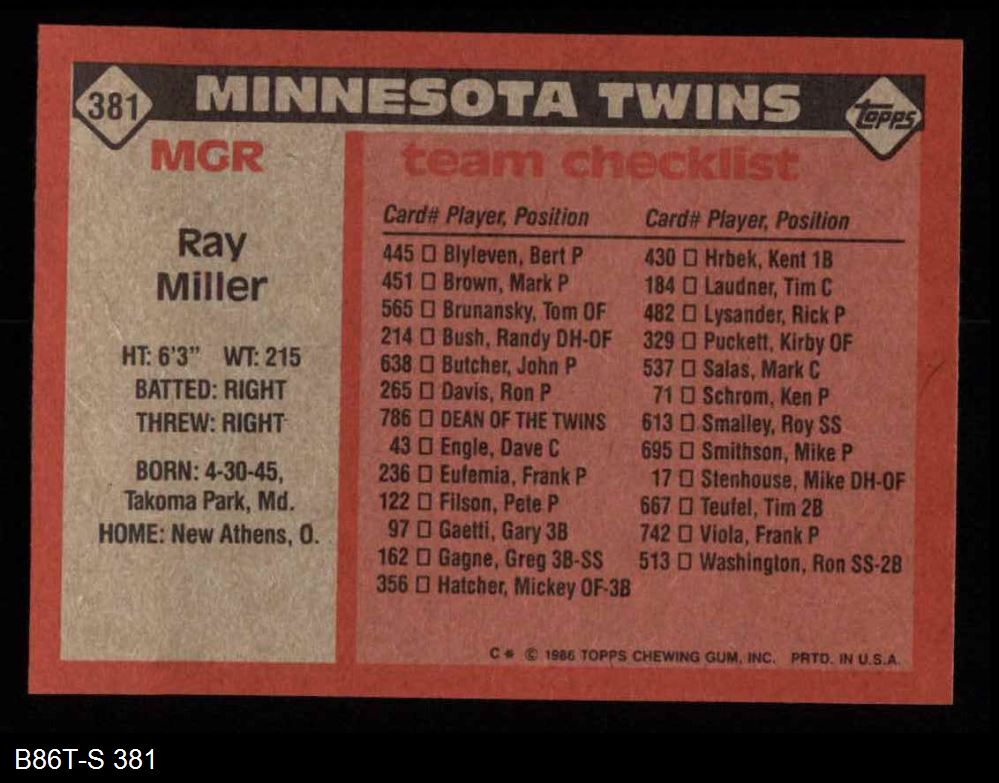 381 MINNESOTA TWINS topps
MGR
Ray
Miller
HT: 6'3" WT: 215
BATTED: RIGHT
THREW: RIGHT
BORN: 4-30-45,
Takoma Park, Md.
HOME: New Athens, O.
team checklist
Card# Player, Position
445 □ Blyleven, Bert P
451 □ Brown, Mark P
565 □ Brunansky, Tom OF
214 □ Bush, Randy DH-OF
638 □ Butcher, John P
265 □ Davis, Ron P
786 □ DEAN OF THE TWINS
43 □ Engle, Dave C
236 □ Eufemia, Frank P
122 □ Filson, Pete P
97 □ Gaetti, Gary 3B
162 □ Gagne, Greg 3B-SS
356 □ Hatcher, Mickey OF-3B
Card# Player, Position
430 □ Hrbek, Kent 1B
184 □ Laudner, Tim C
482 □ Lysander, Rick P
329 □ Puckett, Kirby OF
537 □ Salas, Mark C
71 □ Schrom, Ken P
613 □ Smalley, Roy SS
695 □ Smithson, Mike P
17 □ Stenhouse, Mike DH-OF
667 □ Teufel, Tim 2B
742 □ Viola, Frank P
513 □ Washington, Ron SS-2B
C * © 1986 TOPPS CHEWING GUM, INC. PRTD. IN U.S.A.
B86T-S 381